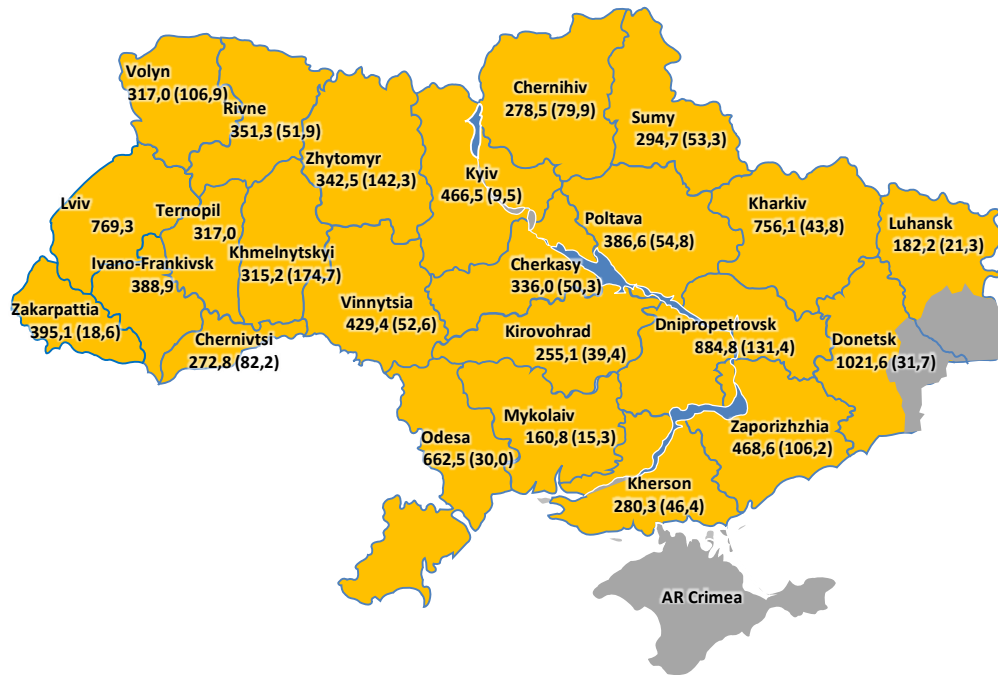 Volyn
317,0 (106,9)
Rivne
351,3 (51,9)
Zhytomyr
342,5 (142,3)
Kyiv
466,5 (9,5)
Chernihiv
278,5 (79,9)
Sumy
294,7 (53,3)
Lviv
769,3
Ternopil
317,0
Khmelnytskyi
315,2 (174,7)
Ivano-Frankivsk
388,9
Zakarpattia
395,1 (18,6)
Chernivtsi
272,8 (82,2)
Vinnytsia
429,4 (52,6)
Cherkasy
336,0 (50,3)
Poltava
386,6 (54,8)
Kharkiv
756,1 (43,8)
Luhansk
182,2 (21,3)
Kirovohrad
255,1 (39,4)
Dnipropetrovsk
884,8 (131,4)
Donetsk
1021,6 (31,7)
Odesa
662,5 (30,0)
Mykolaiv
160,8 (15,3)
Zaporizhzhia
468,6 (106,2)
Kherson
280,3 (46,4)
AR Crimea